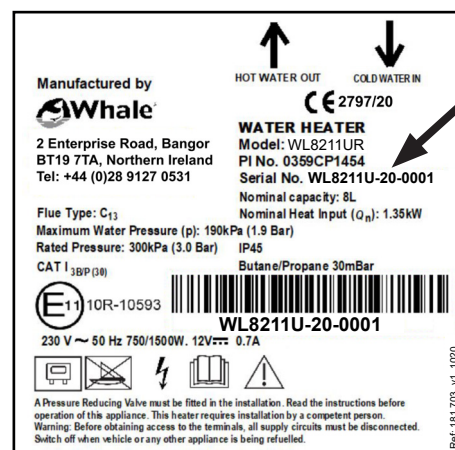 HOT WATER OUT
COLD WATER IN
Manufactured by
Whale
2 Enterprise Road, Bangor
BT19 7TA, Northern Ireland
Tel: +44 (0)28 9127 0531
CE 2797/20
WATER HEATER
Model: WL8211UR
PI No. 0359CP1454
Serial No. WL8211U-20-0001
Nominal capacity: 8L
Nominal Heat Input (Qn): 1.35kW
Flue Type: C13
Maximum Water Pressure (p): 190kPa (1.9 Bar)
Rated Pressure: 300kPa (3.0 Bar) IP45
CAT I 3B/P (30) Butane/Propane 30mBar
E11 10R-10593
WL8211U-20-0001
230 V ~ 50 Hz 750/1500W. 12V⎓ 0.7A
A Pressure Reducing Valve must be fitted in the installation. Read the instructions before
operation of this appliance. This heater requires installation by a competent person.
Warning: Before obtaining access to the terminals, all supply circuits must be disconnected.
Switch off when vehicle or any other appliance is being refuelled.
Ref: 181.703_v1_1020